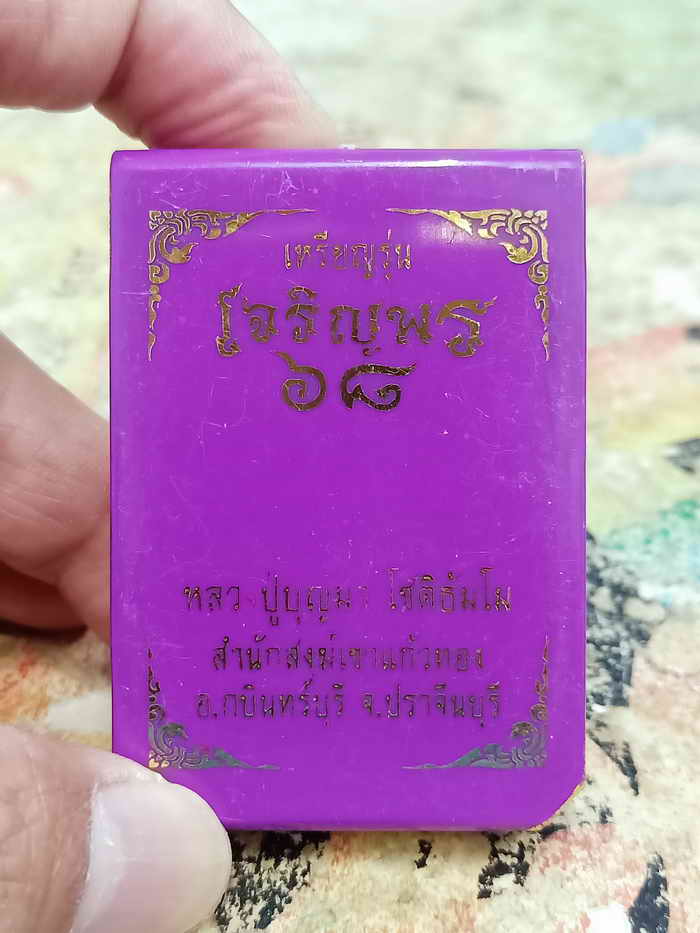 เหรียญรุ่น
เจริญพร
๖๘
หลวงปู่บุญมา โชติธมฺโม
สำนักสงฆ์เขาแก้วทอง
อ.กบินทร์บุรี จ.ปราจีนบุรี